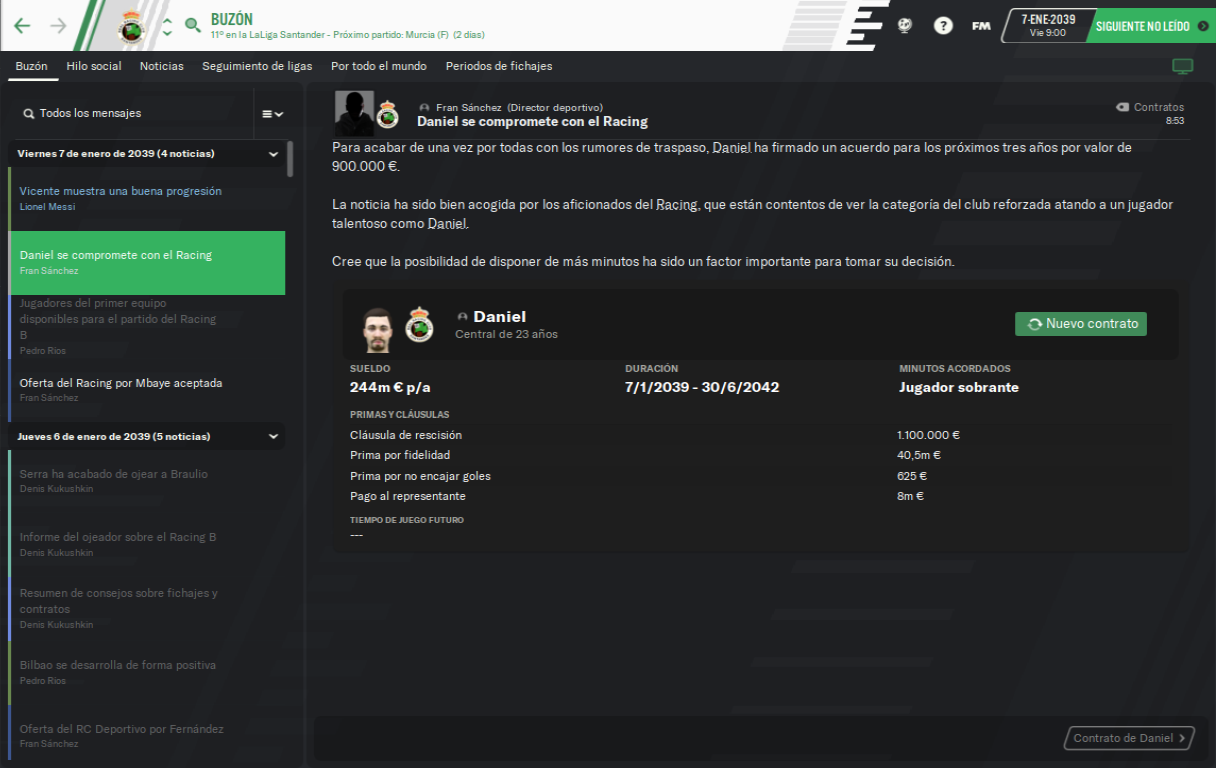 BUZÓN
11º en la LaLiga Santander - Próximo partido: Murcia (F) (2 días)
?
FM
7-ENE-2039
Vie 9:00
SIGUIENTE NO LEÍDO
Buzón Hilo social Noticias Seguimiento de ligas Por todo el mundo Periodos de fichajes
Todos los mensajes
Viernes 7 de enero de 2039 (4 noticias)
Vicente muestra una buena progresión
Lionel Messi
Daniel se compromete con el Racing
Fran Sánchez
Jugadores del primer equipo
disponibles para el partido del Racing
B
Pedro Ríos
Oferta del Racing por Mbaye aceptada
Fran Sánchez
Jueves 6 de enero de 2039 (5 noticias)
Serra ha acabado de ojear a Braulio
Denis Kukushkin
Informe del ojeador sobre el Racing B
Denis Kukushkin
Resumen de consejos sobre fichajes y
contratos
Denis Kukushkin
Bilbao se desarrolla de forma positiva
Pedro Ríos
Oferta del RC Deportivo por Fernández
Fran Sánchez
Fran Sánchez (Director deportivo)
Daniel se compromete con el Racing
Contratos
8:53
Para acabar de una vez por todas con los rumores de traspaso, Daniel ha firmado un acuerdo para los próximos tres años por valor de
900.000 €.
La noticia ha sido bien acogida por los aficionados del Racing, que están contentos de ver la categoría del club reforzada atando a un jugador
talentoso como Daniel.
Cree que la posibilidad de disponer de más minutos ha sido un factor importante para tomar su decisión.
Daniel
Central de 23 años
Nuevo contrato
SUELDO DURACIÓN MINUTOS ACORDADOS
244m € p/a 7/1/2039 - 30/6/2042 Jugador sobrante
PRIMAS Y CLÁUSULAS
Cláusula de rescisión 1.100.000 €
Prima por fidelidad 40,5m €
Prima por no encajar goles 625 €
Pago al representante 8m €
TIEMPO DE JUEGO FUTURO
---
Contrato de Daniel